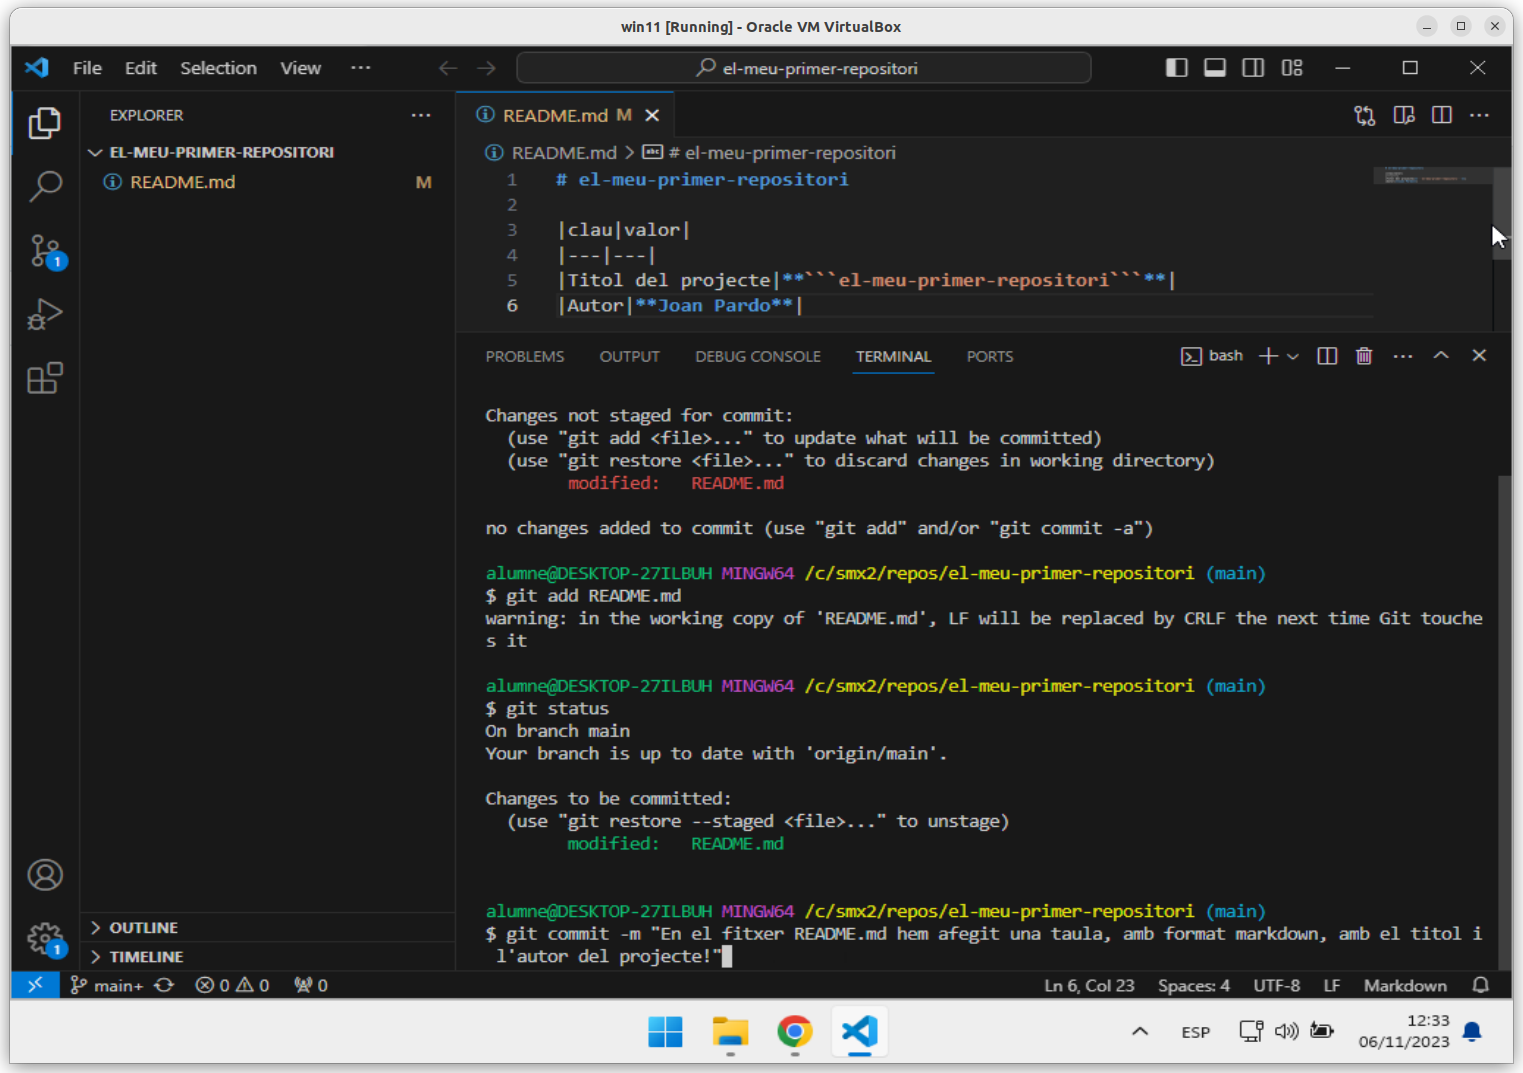 win11 [Running] - Oracle VM VirtualBox
File Edit Selection View ··· el-meu-primer-repositori
EXPLORER
EL-MEU-PRIMER-REPOSITORI
README.md M
README.md M
README.md > # el-meu-primer-repositori
1 # el-meu-primer-repositori
2
3 |clau|valor|
4 |---|---|
5 |Titol del projecte|**```el-meu-primer-repositori```**|
6 |Autor|**Joan Pardo**|
PROBLEMS OUTPUT DEBUG CONSOLE TERMINAL PORTS bash
Changes not staged for commit:
(use "git add <file>..." to update what will be committed)
(use "git restore <file>..." to discard changes in working directory)
modified: README.md
no changes added to commit (use "git add" and/or "git commit -a")
alumne@DESKTOP-27ILBUH MINGW64 /c/smx2/repos/el-meu-primer-repositori (main)
$ git add README.md
warning: in the working copy of 'README.md', LF will be replaced by CRLF the next time Git touche
s it
alumne@DESKTOP-27ILBUH MINGW64 /c/smx2/repos/el-meu-primer-repositori (main)
$ git status
On branch main
Your branch is up to date with 'origin/main'.
Changes to be committed:
(use "git restore --staged <file>..." to unstage)
modified: README.md
alumne@DESKTOP-27ILBUH MINGW64 /c/smx2/repos/el-meu-primer-repositori (main)
$ git commit -m "En el fitxer README.md hem afegit una taula, amb format markdown, amb el titol i
l'autor del projecte!"
1
1
OUTLINE
TIMELINE
main+ 0 0 0 Ln 6, Col 23 Spaces: 4 UTF-8 LF Markdown
ESP
12:33
06/11/2023